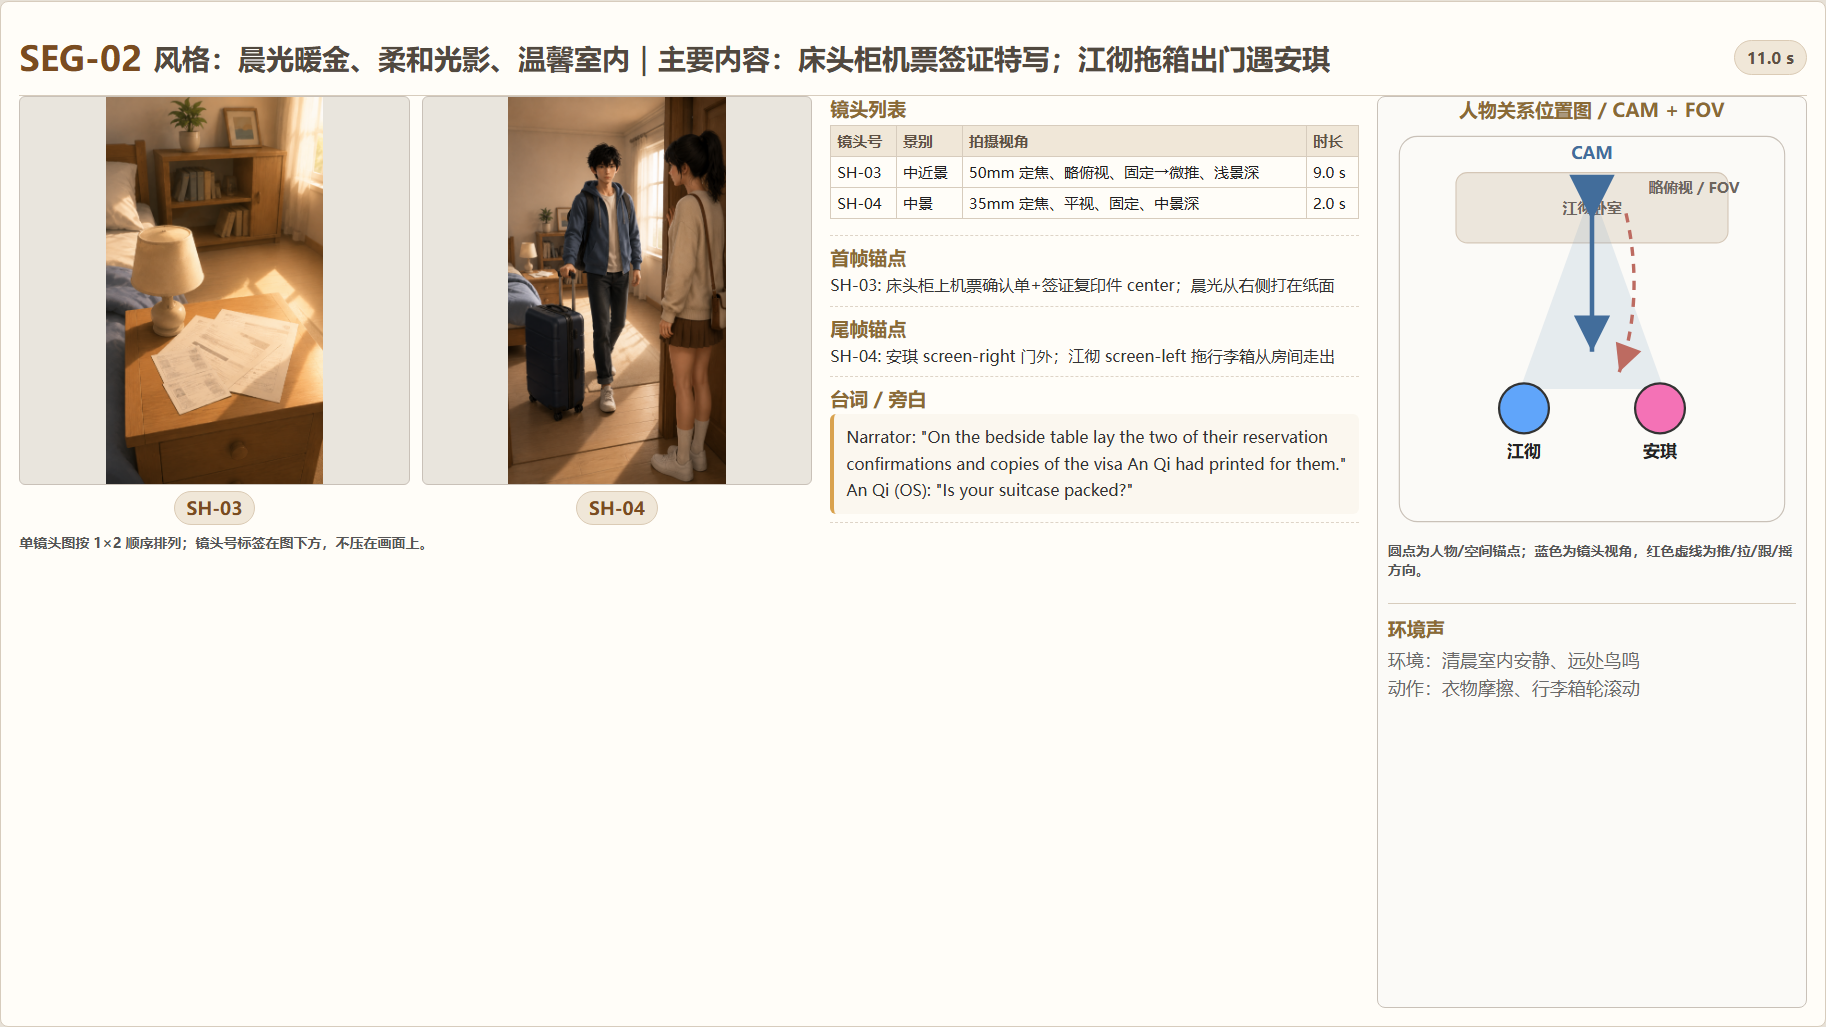 SEG-02 风格：晨光暖金、柔和光影、温馨室内 | 主要内容：床头柜机票签证特写；江彻拖箱出门遇安琪
11.0 s
SH-03
SH-04
单镜头图按 1×2 顺序排列；镜头号标签在图下方，不压在画面上。
镜头列表
镜头号 景别 拍摄视角 时长
SH-03 中近景 50mm 定焦、略俯视、固定→微推、浅景深 9.0 s
SH-04 中景 35mm 定焦、平视、固定、中景深 2.0 s
首帧锚点
SH-03: 床头柜上机票确认单+签证复印件 center；晨光从右侧打在纸面
尾帧锚点
SH-04: 安琪 screen-right 门外；江彻 screen-left 拖行李箱从房间走出
台词 / 旁白
Narrator: "On the bedside table lay the two of their reservation
confirmations and copies of the visa An Qi had printed for them."
An Qi (OS): "Is your suitcase packed?"
人物关系位置图 / CAM + FOV
CAM
略俯视 / FOV
江彻卧室
江彻
安琪
圆点为人物/空间锚点；蓝色为镜头视角，红色虚线为推/拉/跟/摇
方向。
环境声
环境：清晨室内安静、远处鸟鸣
动作：衣物摩擦、行李箱轮滚动